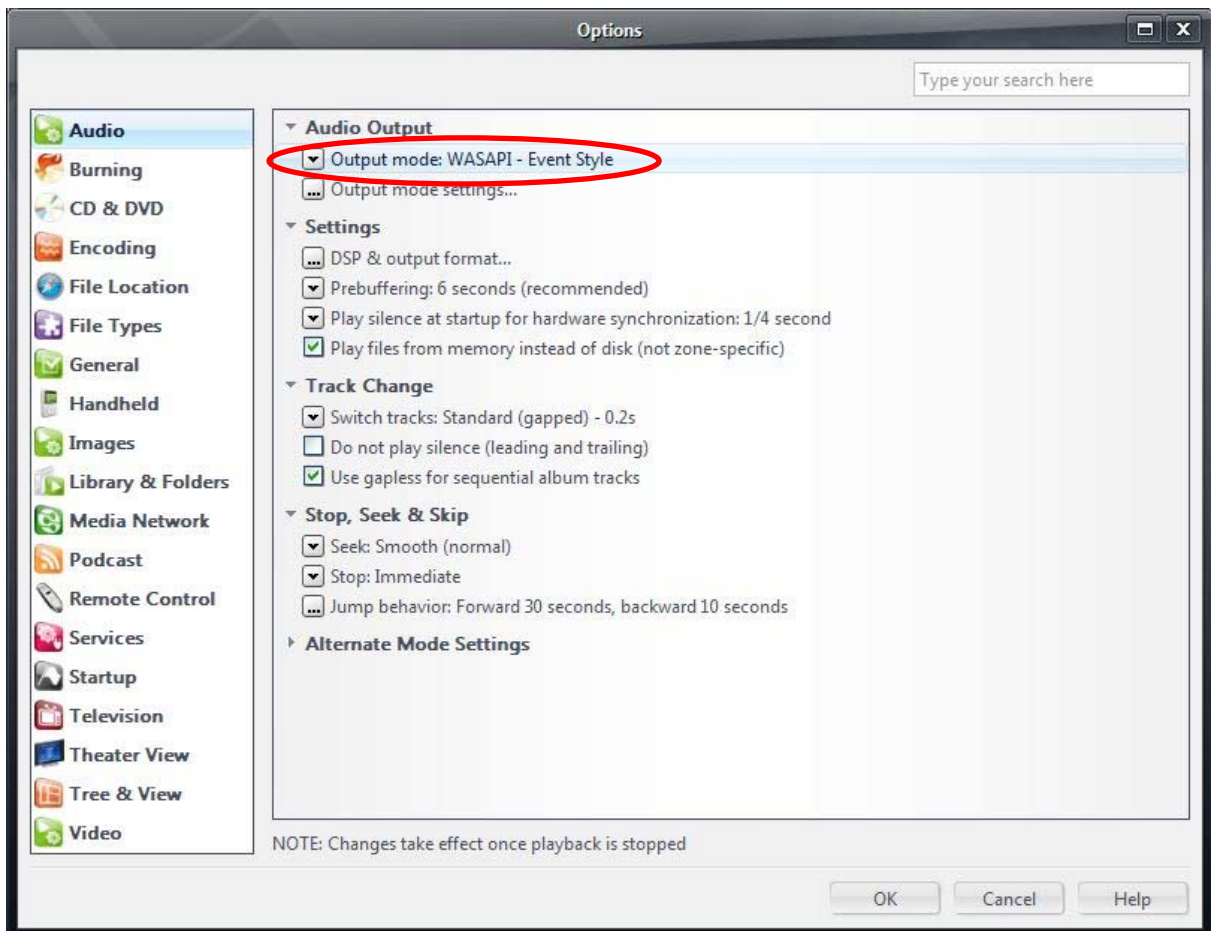 Options
Type your search here
Audio
Burning
CD & DVD
Encoding
File Location
File Types
General
Handheld
Images
Library & Folders
Media Network
Podcast
Remote Control
Services
Startup
Television
Theater View
Tree & View
Video
Audio Output
Output mode: WASAPI - Event Style
Output mode settings...
Settings
DSP & output format...
Prebuffering: 6 seconds (recommended)
Play silence at startup for hardware synchronization: 1/4 second
Play files from memory instead of disk (not zone-specific)
Track Change
Switch tracks: Standard (gapped) - 0.2s
Do not play silence (leading and trailing)
Use gapless for sequential album tracks
Stop, Seek & Skip
Seek: Smooth (normal)
Stop: Immediate
Jump behavior: Forward 30 seconds, backward 10 seconds
Alternate Mode Settings
NOTE: Changes take effect once playback is stopped
OK
Cancel
Help